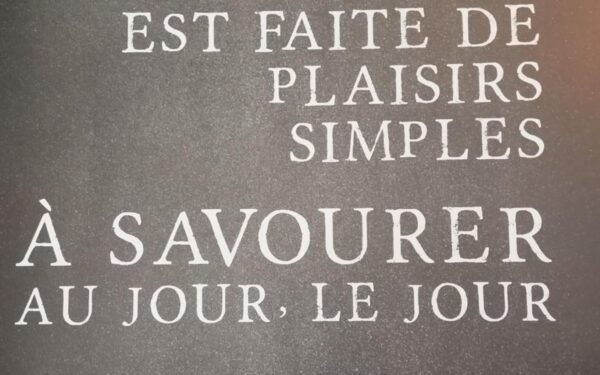 EST FAITE DE
PLAISIRS
SIMPLES
À SAVOURER
AU JOUR, LE JOUR